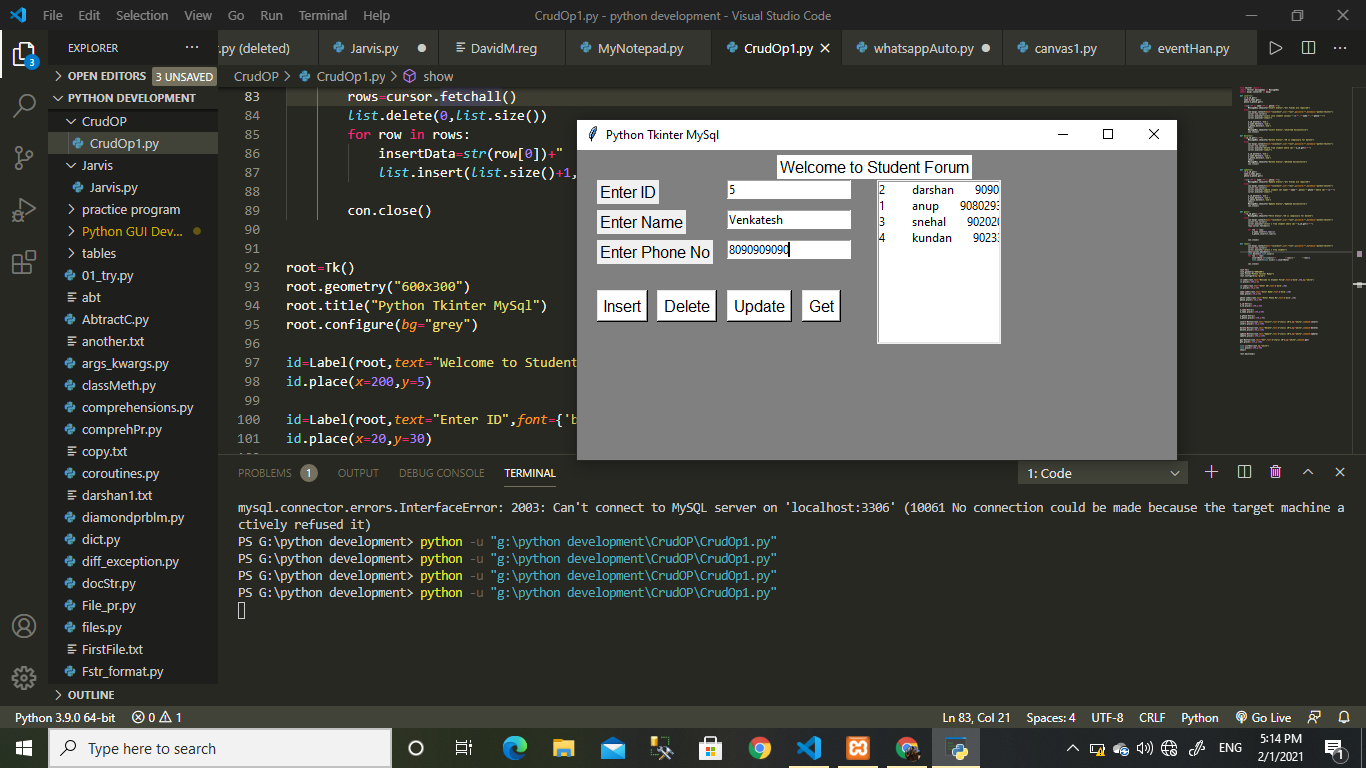 File Edit Selection View Go Run Terminal Help CrudOp1.py - python development - Visual Studio Code
EXPLORER
.py (deleted) Jarvis.py DavidM.reg MyNotepad.py CrudOp1.py whatsappAuto.py canvas1.py eventHan.py
OPEN EDITORS 3 UNSAVED
CrudOP > CrudOp1.py > show
3
PYTHON DEVELOPMENT
CrudOP
CrudOp1.py
Jarvis
Jarvis.py
practice program
Python GUI Dev...
tables
01_try.py
abt
AbtractC.py
another.txt
args_kwargs.py
classMeth.py
comprehensions.py
comprehPr.py
copy.txt
coroutines.py
darshan1.txt
diamondprblm.py
dict.py
diff_exception.py
docStr.py
File_pr.py
files.py
FirstFile.txt
Fstr_format.py
OUTLINE
83 rows=cursor.fetchall()
84 list.delete(0,list.size())
85 for row in rows:
86 insertData=str(row[0])+"
87 list.insert(list.size()+1,
88
89 con.close()
90
91
92 root=Tk()
93 root.geometry("600x300")
94 root.title("Python Tkinter MySql")
95 root.configure(bg="grey")
96
97 id=Label(root,text="Welcome to Student
98 id.place(x=200,y=5)
99
100 id=Label(root,text="Enter ID",font={'b
101 id.place(x=20,y=30)
Python Tkinter MySql
Welcome to Student Forum
Enter ID 5
Enter Name Venkatesh
Enter Phone No 8090909090
Insert Delete Update Get
2 darshan 9090
1 anup 9080293
3 snehal 902020
4 kundan 90233
PROBLEMS 1 OUTPUT DEBUG CONSOLE TERMINAL 1: Code
mysql.connector.errors.InterfaceError: 2003: Can't connect to MySQL server on 'localhost:3306' (10061 No connection could be made because the target machine a
ctively refused it)
PS G:\python development> python -u "g:\python development\CrudOP\CrudOp1.py"
PS G:\python development> python -u "g:\python development\CrudOP\CrudOp1.py"
PS G:\python development> python -u "g:\python development\CrudOP\CrudOp1.py"
PS G:\python development> python -u "g:\python development\CrudOP\CrudOp1.py"
Python 3.9.0 64-bit 0 1 Ln 83, Col 21 Spaces: 4 UTF-8 CRLF Python Go Live
Type here to search
ENG
5:14 PM
2/1/2021
1